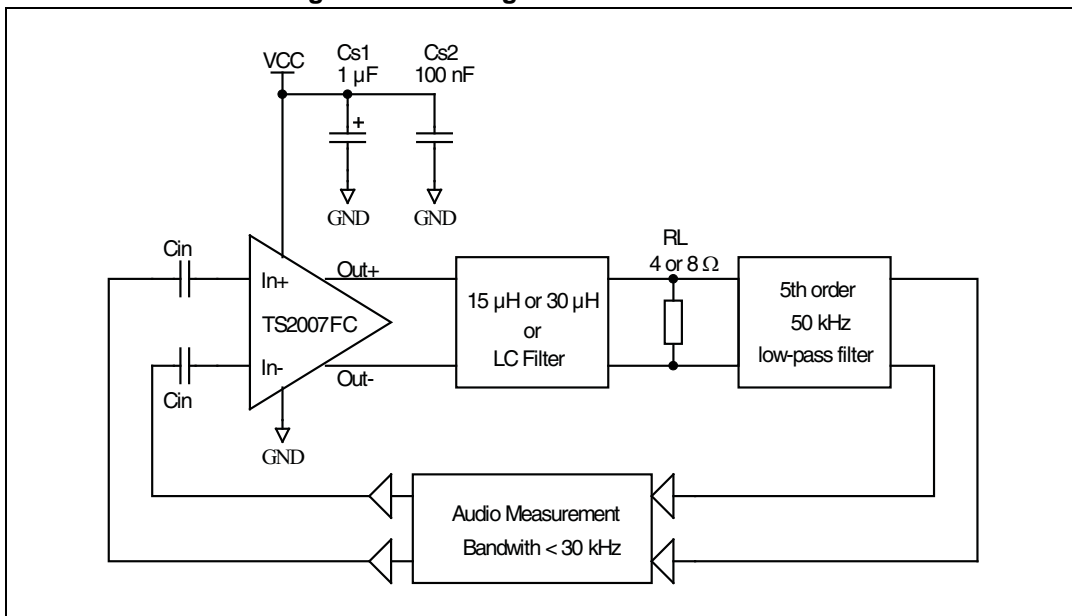 VCC
Cs1
1 µF
Cs2
100 nF
+
GND
GND
Cin
In+
Out+
TS2007FC
In-
Out-
Cin
GND
15 µH or 30 µH
or
LC Filter
RL
4 or 8 Ω
5th order
50 kHz
low-pass filter
Audio Measurement
Bandwith < 30 kHz